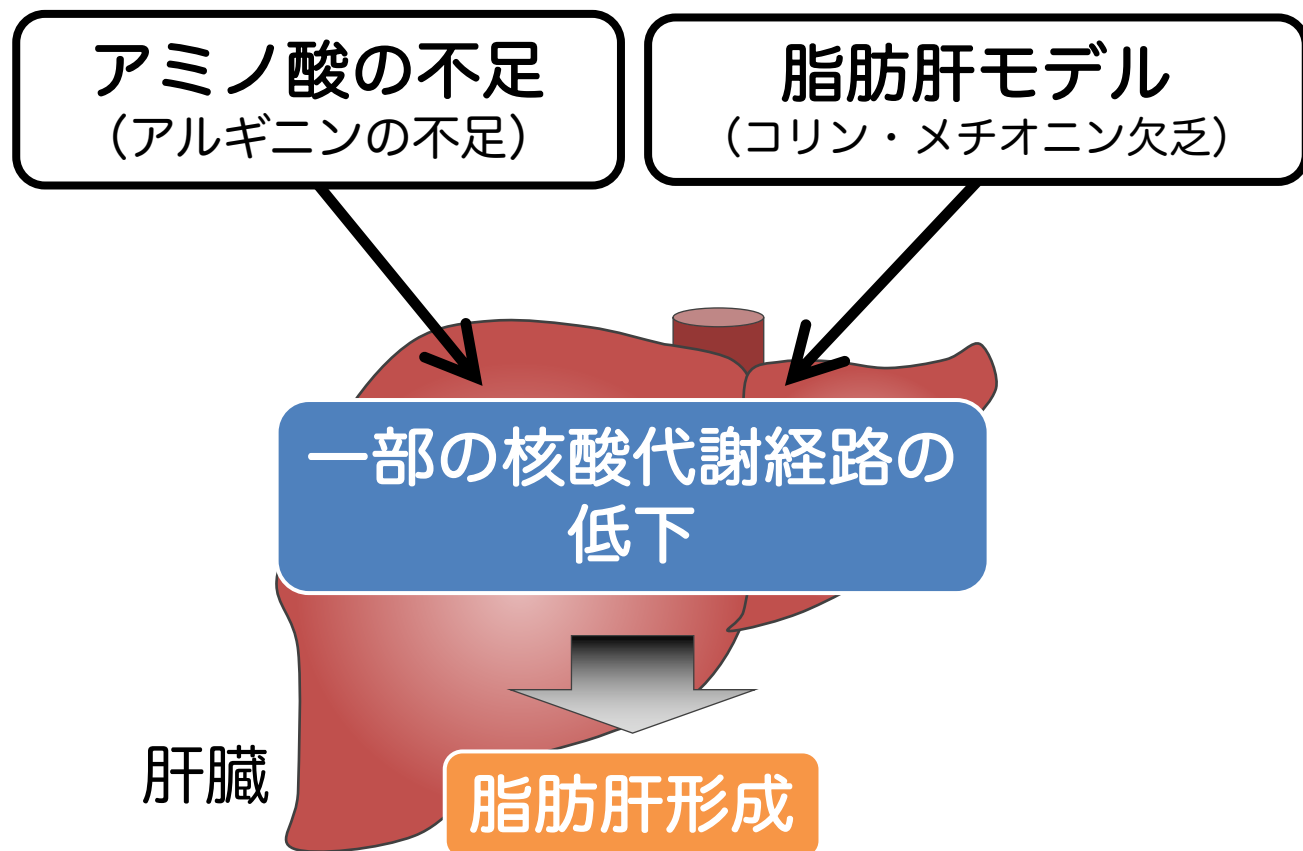 アミノ酸の不足
（アルギニンの不足）
脂肪肝モデル
（コリン・メチオニン欠乏）
一部の核酸代謝経路の
低下
肝臓
脂肪肝形成